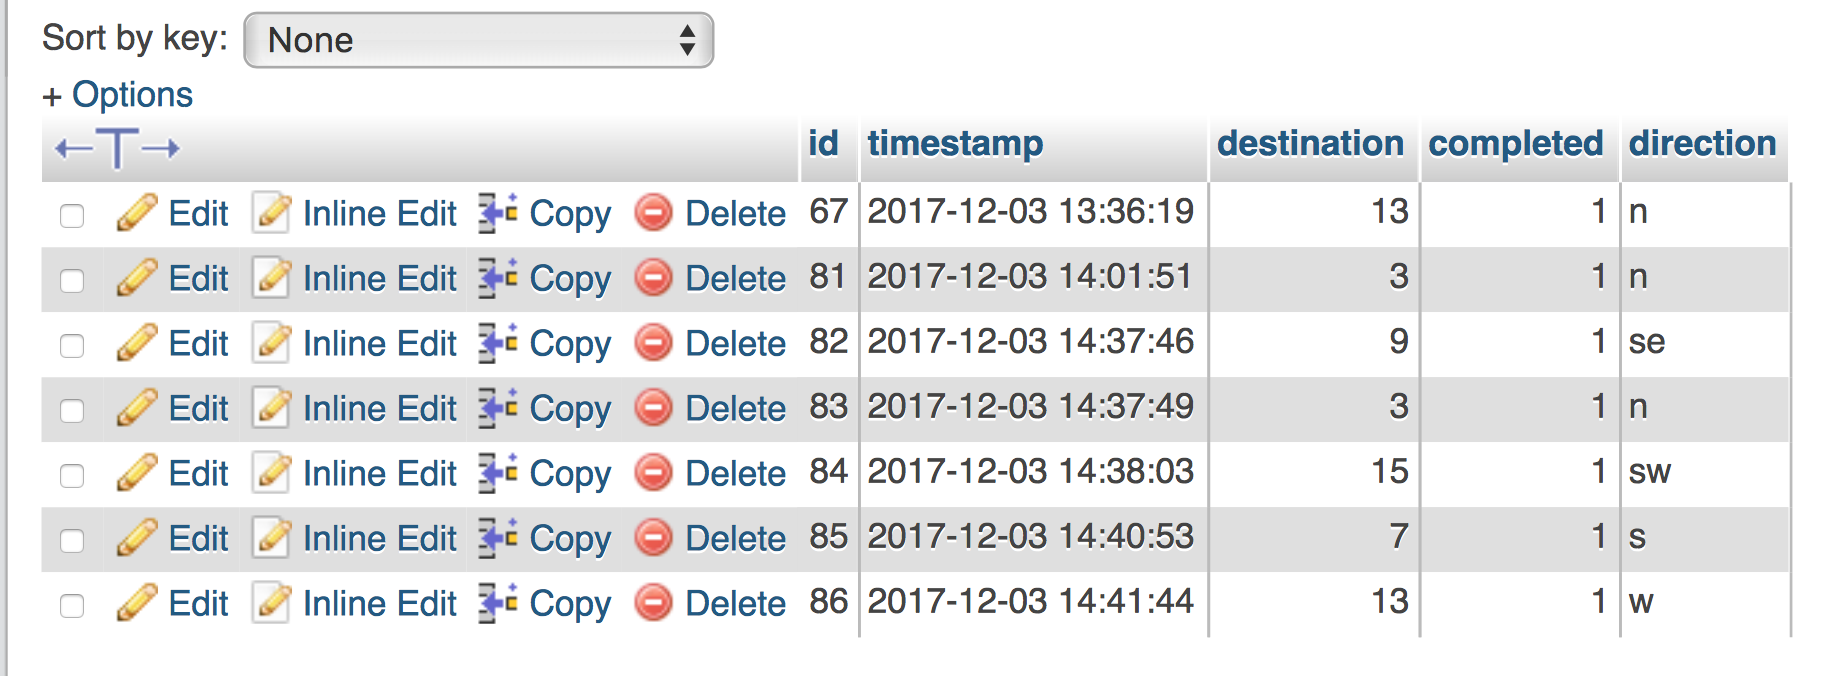 Sort by key: None
+ Options
id timestamp destination completed direction
Edit Inline Edit Copy Delete 67 2017-12-03 13:36:19 13 1 n
Edit Inline Edit Copy Delete 81 2017-12-03 14:01:51 3 1 n
Edit Inline Edit Copy Delete 82 2017-12-03 14:37:46 9 1 se
Edit Inline Edit Copy Delete 83 2017-12-03 14:37:49 3 1 n
Edit Inline Edit Copy Delete 84 2017-12-03 14:38:03 15 1 sw
Edit Inline Edit Copy Delete 85 2017-12-03 14:40:53 7 1 s
Edit Inline Edit Copy Delete 86 2017-12-03 14:41:44 13 1 w